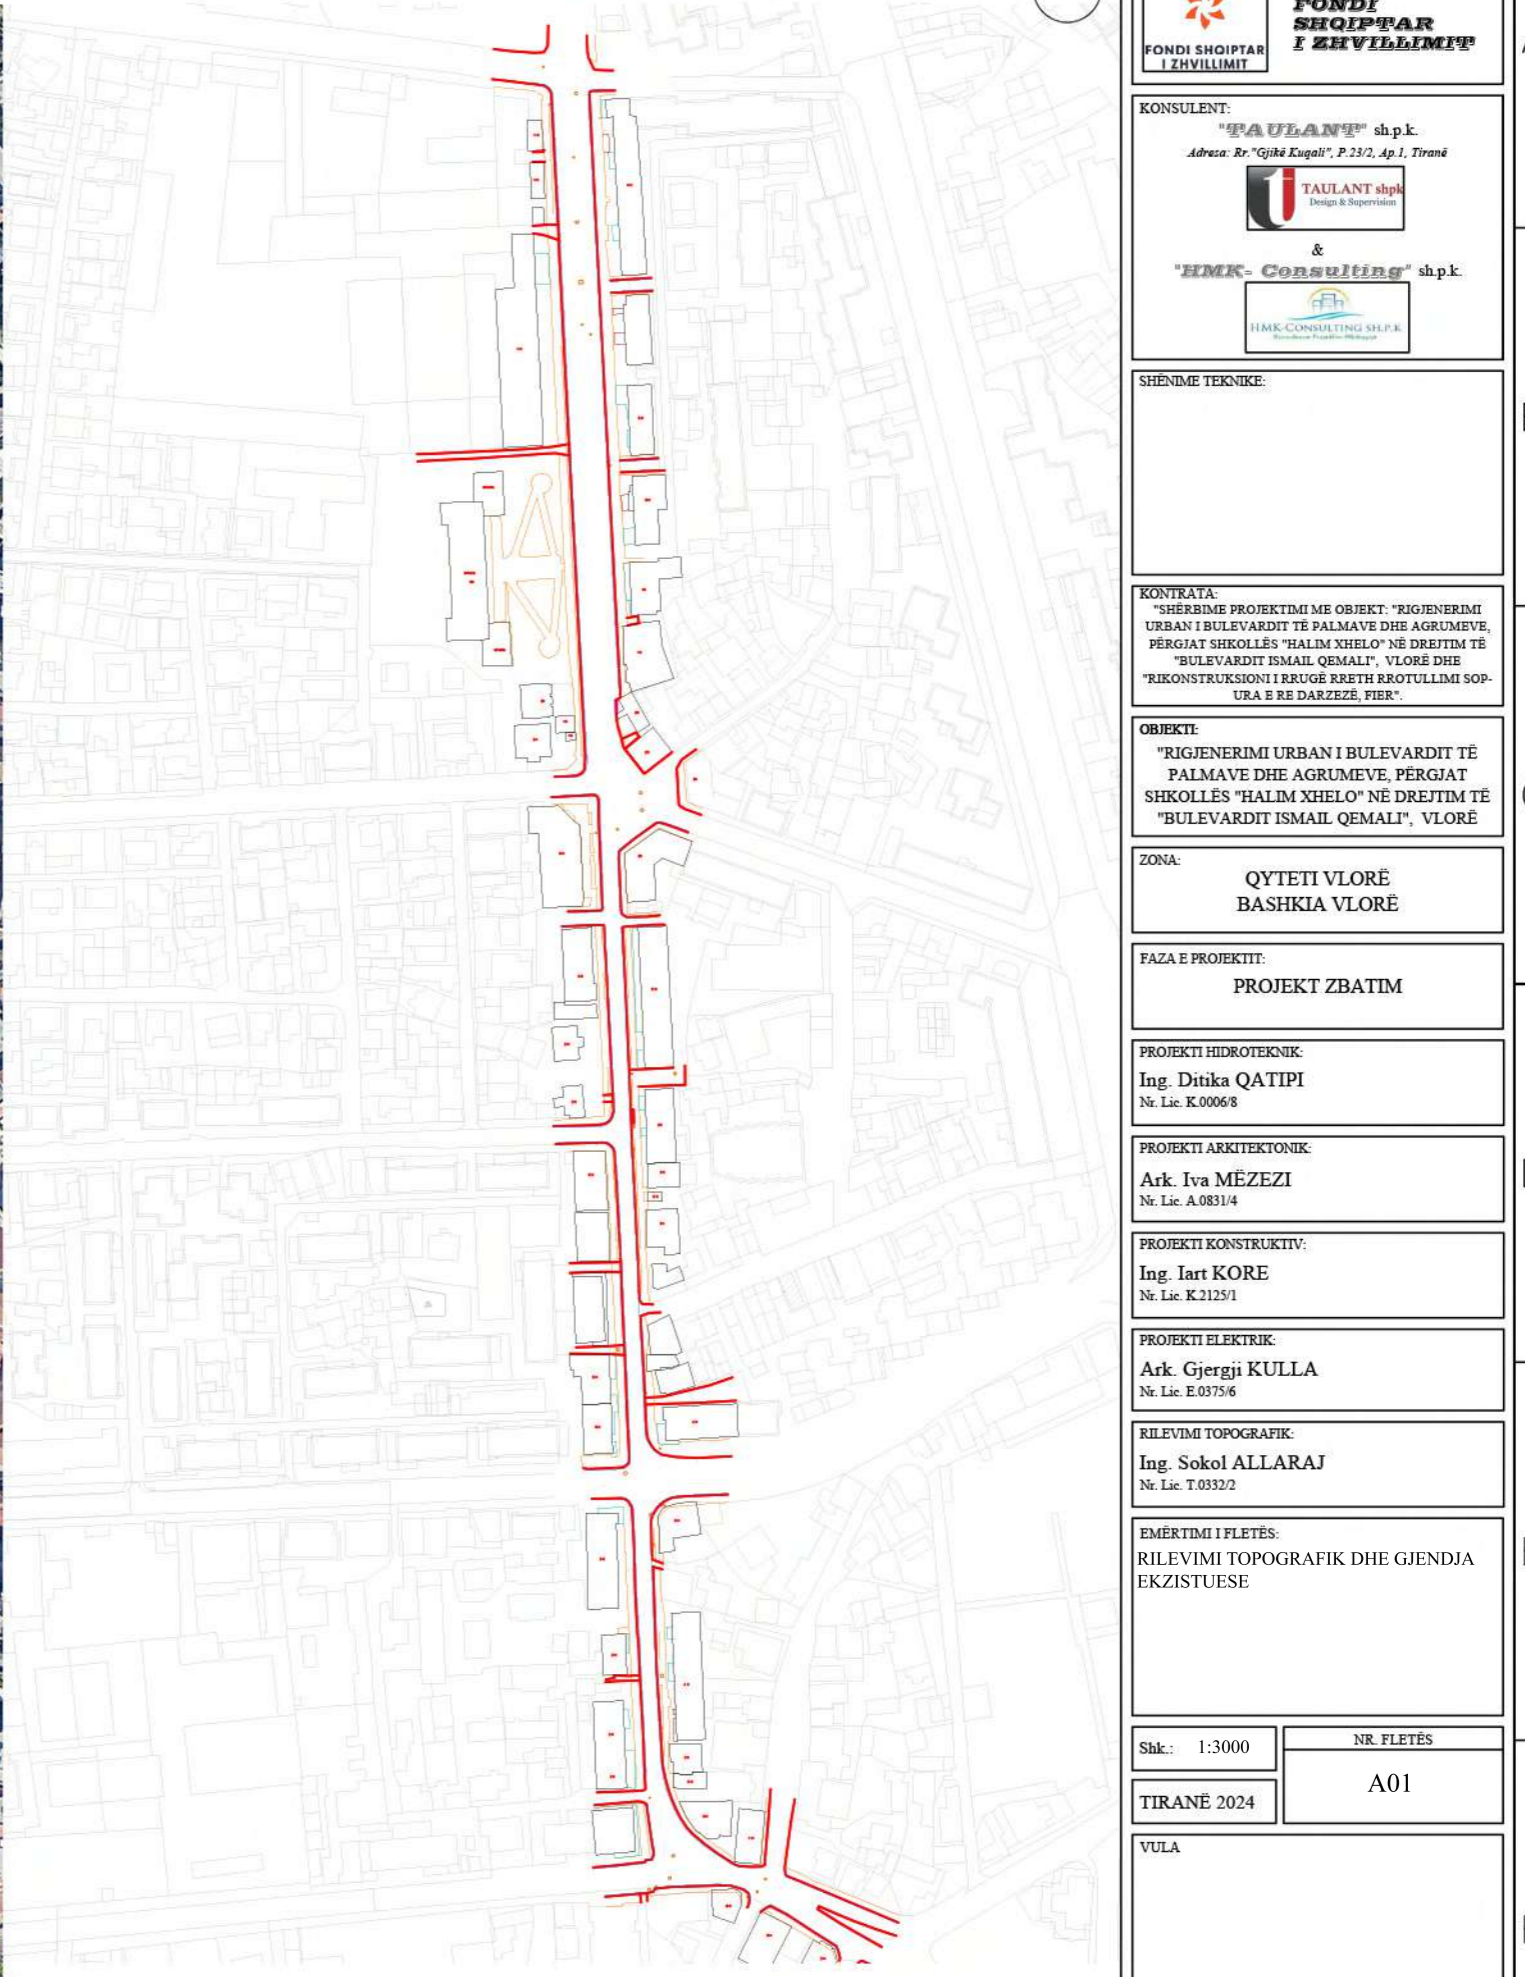 FONDI
SHQIPTAR
I ZHVILLIMIT
FONDI SHQIPTAR
I ZHVILLIMIT
KONSULENT:
"TAULANT" sh.p.k.
Adresa: Rr."Gjikë Kuqali", P.23/2, Ap.1, Tiranë
TAULANT shpk
Design & Supervision
&
"HMK- Consulting" sh.p.k.
HMK-CONSULTING SH.P.K
SHËNIME TEKNIKE:
KONTRATA:
"SHËRBIME PROJEKTIMI ME OBJEKT: "RIGJENERIMI
URBAN I BULEVARDIT TË PALMAVE DHE AGRUMEVE,
PËRGJAT SHKOLLËS "HALIM XHELO" NË DREJTIM TË
"BULEVARDIT ISMAIL QEMALI", VLORË DHE
"RIKONSTRUKSIONI I RRUGË RRETH RROTULLIMI SOP-
URA E RE DARZEZË, FIER".
OBJEKTI:
"RIGJENERIMI URBAN I BULEVARDIT TË
PALMAVE DHE AGRUMEVE, PËRGJAT
SHKOLLËS "HALIM XHELO" NË DREJTIM TË
"BULEVARDIT ISMAIL QEMALI", VLORË
ZONA:
QYTETI VLORË
BASHKIA VLORË
FAZA E PROJEKTIT:
PROJEKT ZBATIM
PROJEKTI HIDROTEKNIK:
Ing. Ditika QATIPI
Nr. Lic. K.0006/8
PROJEKTI ARKITEKTONIK:
Ark. Iva MËZEZI
Nr. Lic. A.0831/4
PROJEKTI KONSTRUKTIV:
Ing. Iart KORE
Nr. Lic. K.2125/1
PROJEKTI ELEKTRIK:
Ark. Gjergji KULLA
Nr. Lic. E.0375/6
RILEVIMI TOPOGRAFIK:
Ing. Sokol ALLARAJ
Nr. Lic. T.0332/2
EMËRTIMI I FLETËS:
RILEVIMI TOPOGRAFIK DHE GJENDJA
EKZISTUESE
Shk.: 1:3000
NR. FLETËS
A01
TIRANË 2024
VULA